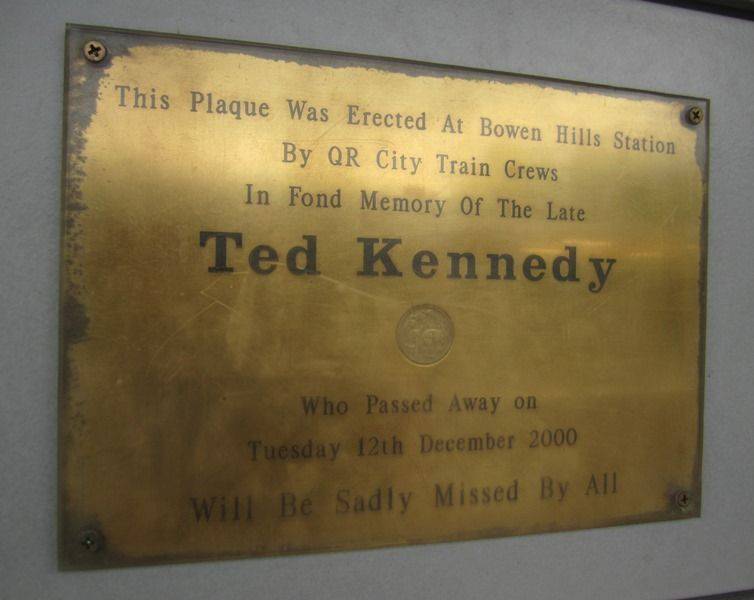 This Plaque Was Erected At Bowen Hills Station
By QR City Train Crews
In Fond Memory Of The Late
Ted Kennedy
Who Passed Away on
Tuesday 12th December 2000
Will Be Sadly Missed By All